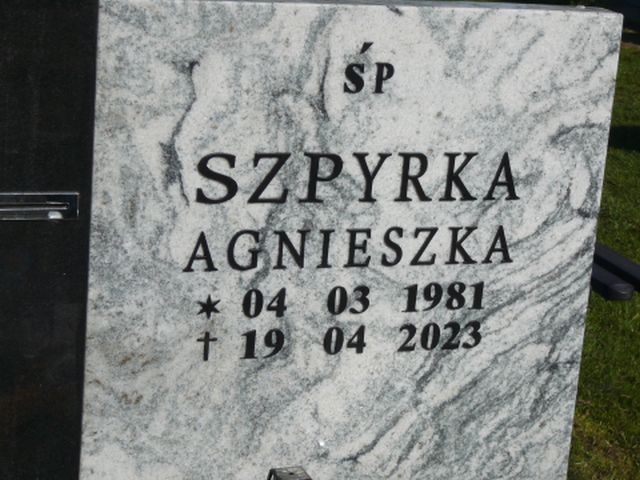 ŚP
SZPYRKA
AGNIESZKA
✶ 04 03 1981
† 19 04 2023